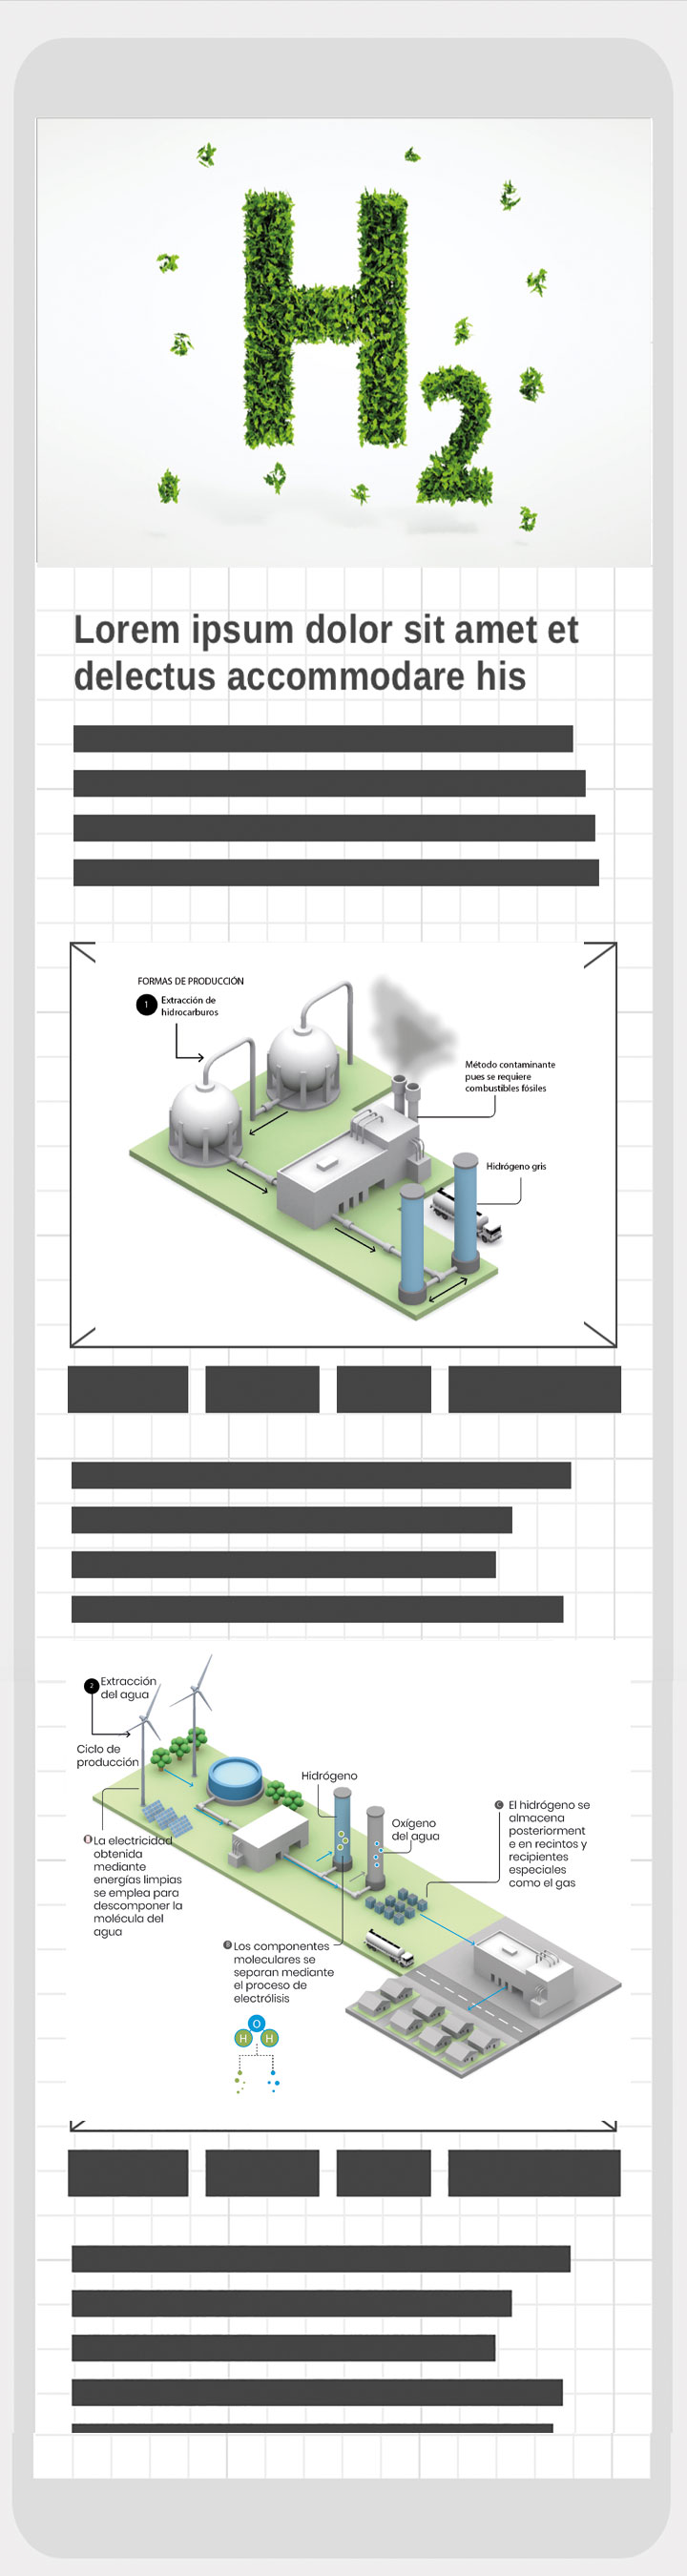 H2
Lorem ipsum dolor sit amet et
delectus accommodare his
FORMAS DE PRODUCCIÓN
1
Extracción de
hidrocarburos
Método contaminante
pues se requiere
combustibles fósiles
Hidrógeno gris
2
Extracción
del agua
Ciclo de
producción
Hidrógeno
Oxígeno
del agua
C
El hidrógeno se
almacena
posteriorment
e en recintos y
recipientes
especiales
como el gas
La electricidad
obtenida
mediante
energías limpias
se emplea para
descomponer la
molécula del
agua
B
Los componentes
moleculares se
separan mediante
el proceso de
electrólisis
O
H H